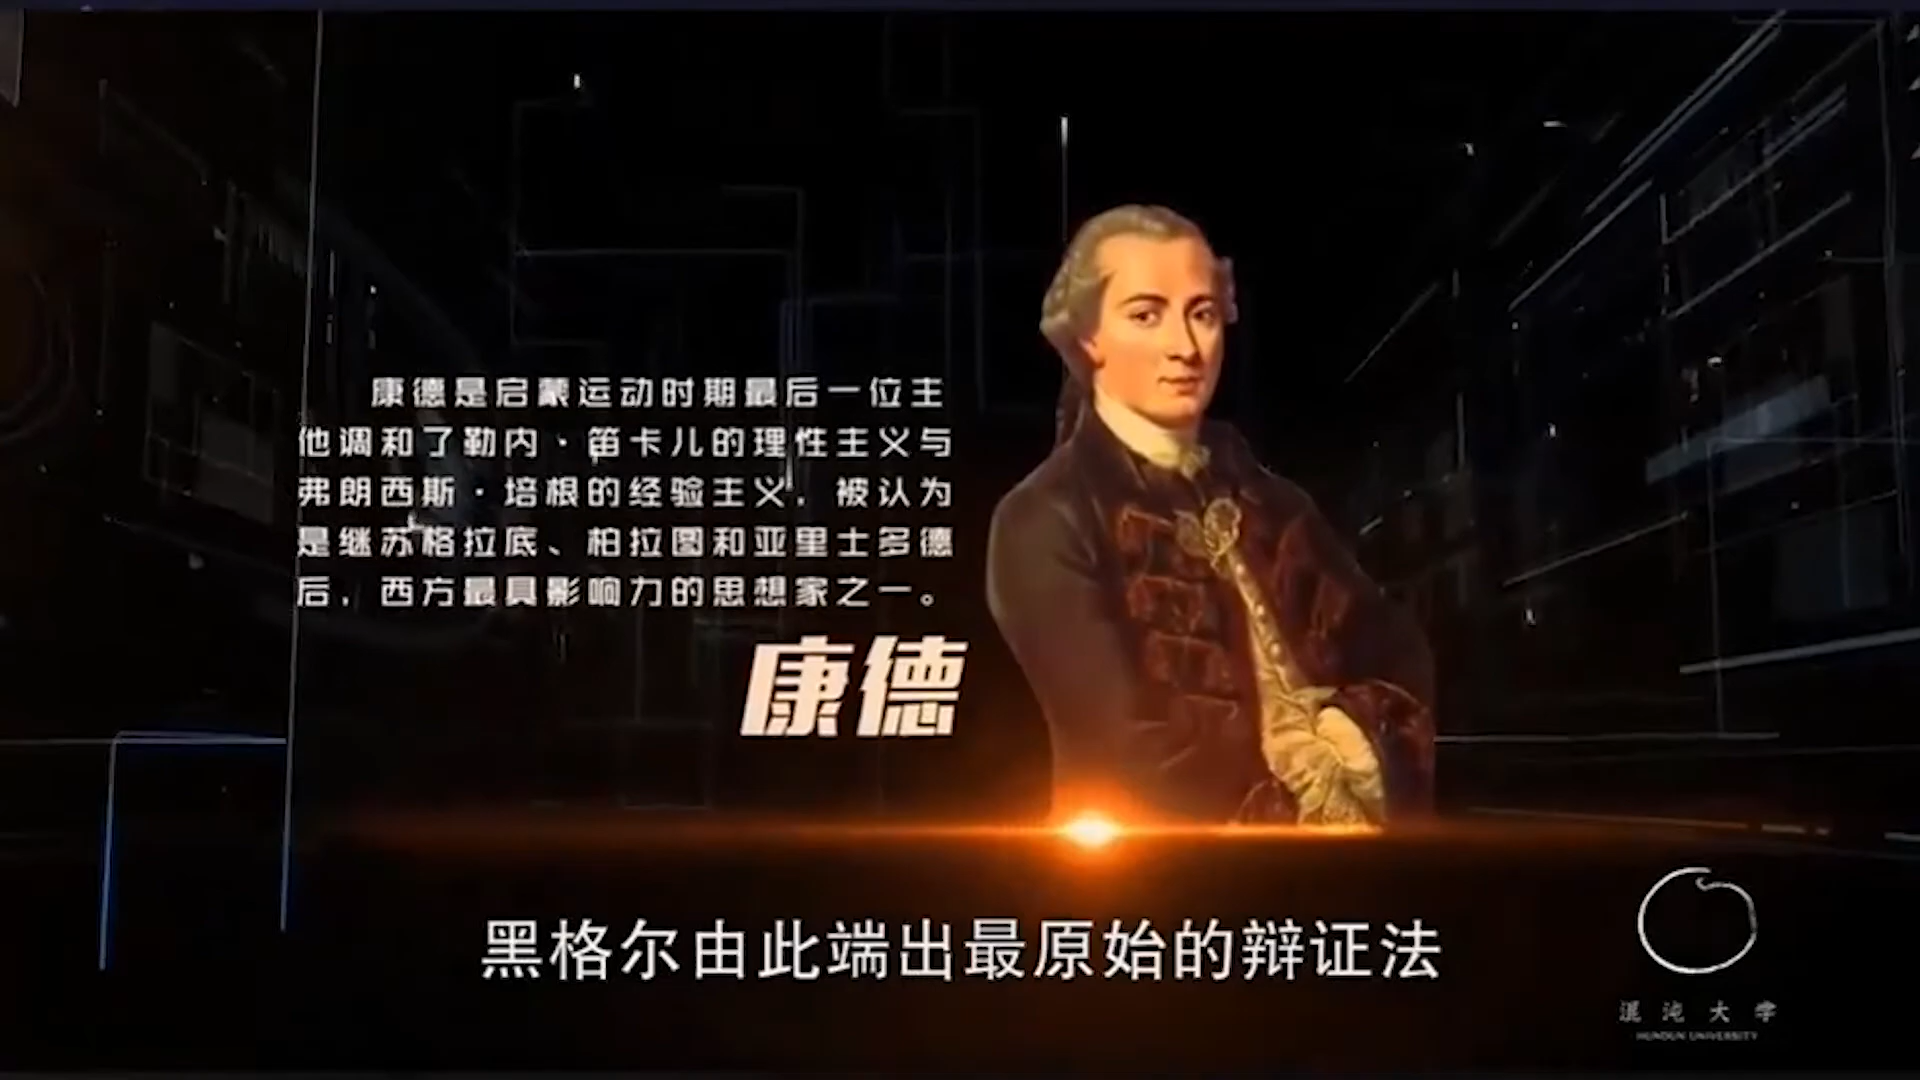 康德是启蒙运动时期最后一位主
他调和了勒内·笛卡儿的理性主义与
弗朗西斯·培根的经验主义，被认为
是继苏格拉底、柏拉图和亚里士多德
后，西方最具影响力的思想家之一。
康德
黑格尔由此端出最原始的辩证法
混沌大学
HUNDUN UNIVERSITY